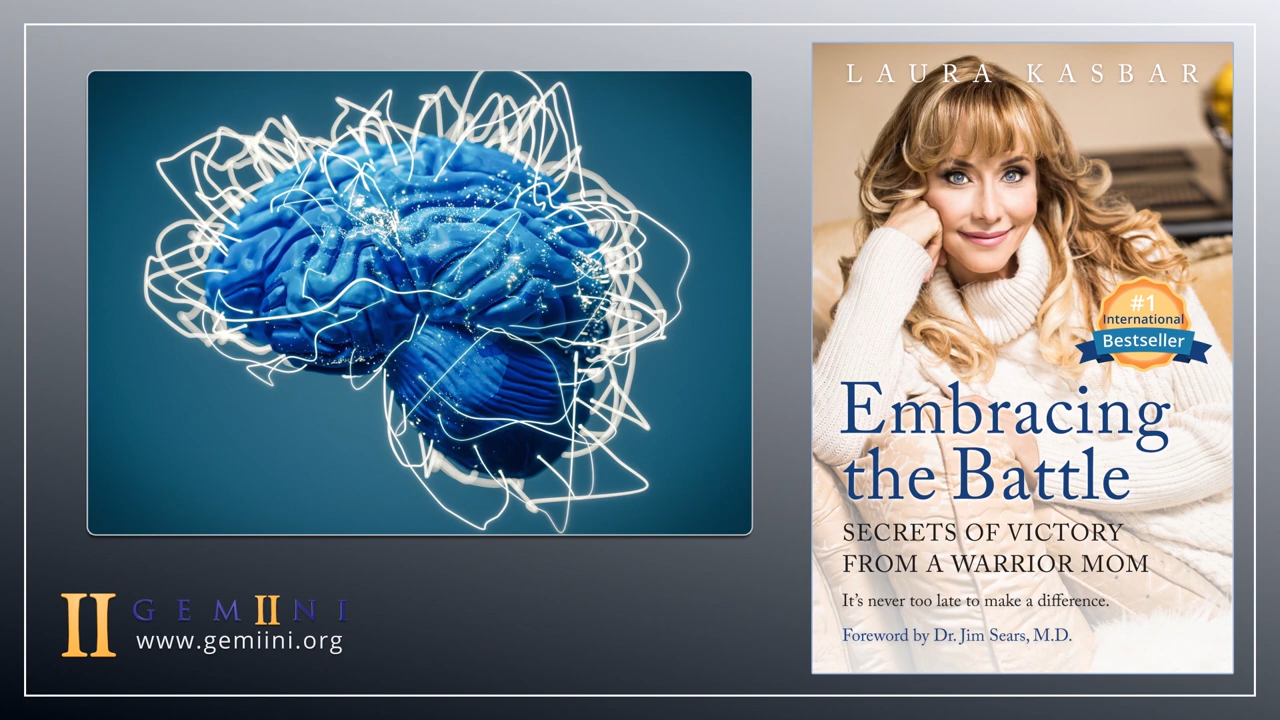 LAURA KASBAR
#1
International
Bestseller
Embracing
the Battle
SECRETS OF VICTORY
FROM A WARRIOR MOM
It's never too late to make a difference.
Foreword by Dr. Jim Sears, M.D.
II GEMIINI
www.gemiini.org